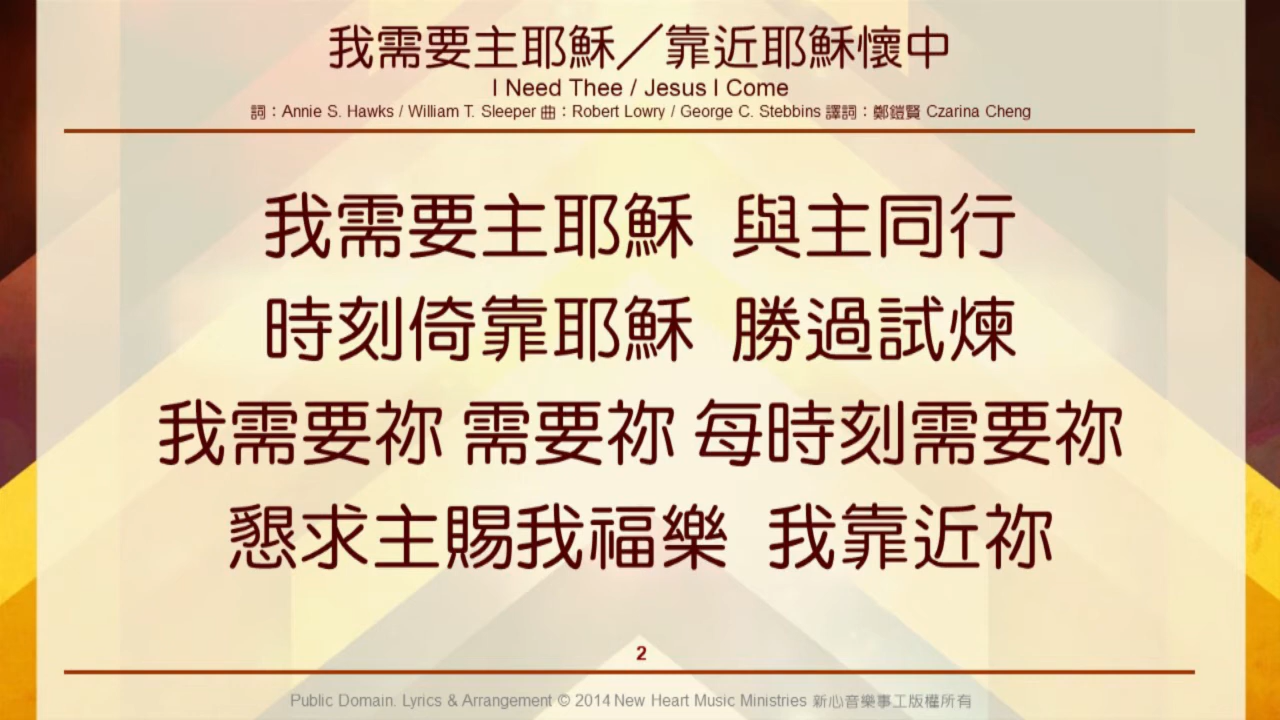 我需要主耶穌／靠近耶穌懷中
I Need Thee / Jesus I Come
詞：Annie S. Hawks / William T. Sleeper 曲：Robert Lowry / George C. Stebbins 譯詞：鄭鎧賢 Czarina Cheng
我需要主耶穌 與主同行
時刻倚靠耶穌 勝過試煉
我需要祢 需要祢 每時刻需要祢
懇求主賜我福樂 我靠近祢
2
Public Domain. Lyrics & Arrangement © 2014 New Heart Music Ministries 新心音樂事工版權所有